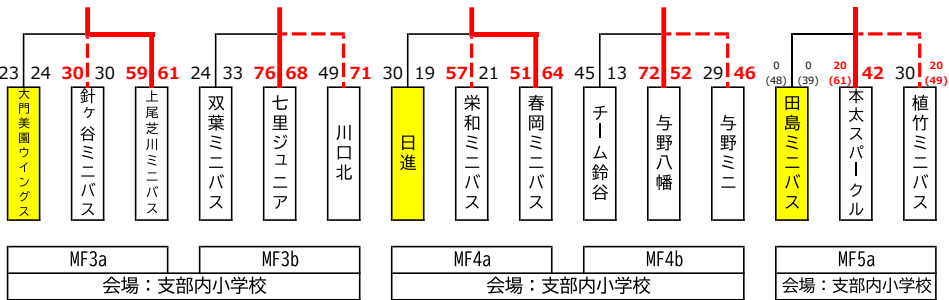 23 24 30 30 59 61 24 33 76 68 49 71 30 19 57 21 51 64 45 13 72 52 29 46 0 0 20 42 30 20
(48) (39) (61) (49)
大門美園ウイングス
針ヶ谷ミニバス
上尾芝川ミニバス
双葉ミニバス
七里ジュニア
川口北
日進
栄和ミニバス
春岡ミニバス
チーム鈴谷
与野八幡
与野ミニ
田島ミニバス
本太スパークル
植竹ミニバス
MF3a MF3b MF4a MF4b MF5a
会場：支部内小学校 会場：支部内小学校 会場：支部内小学校